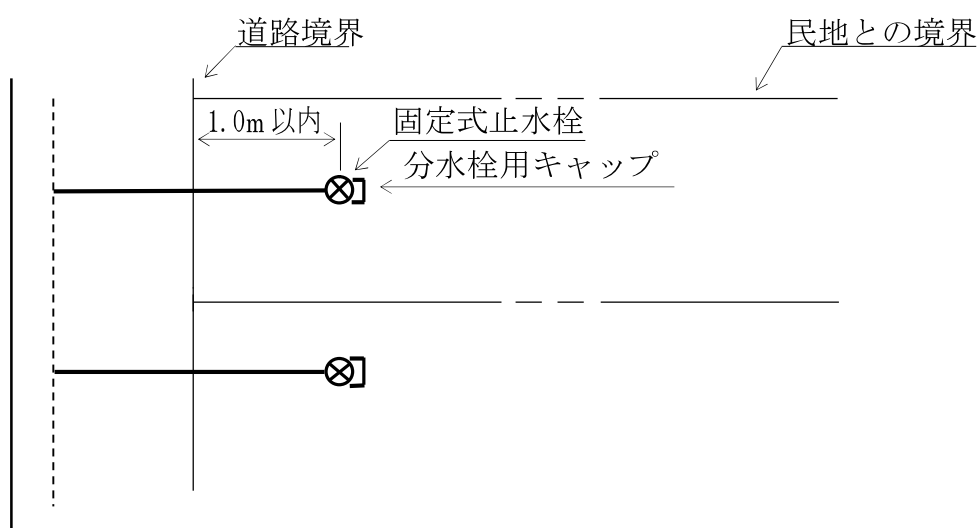 道路境界
民地との境界
1.0m以内
固定式止水栓
分水栓用キャップ